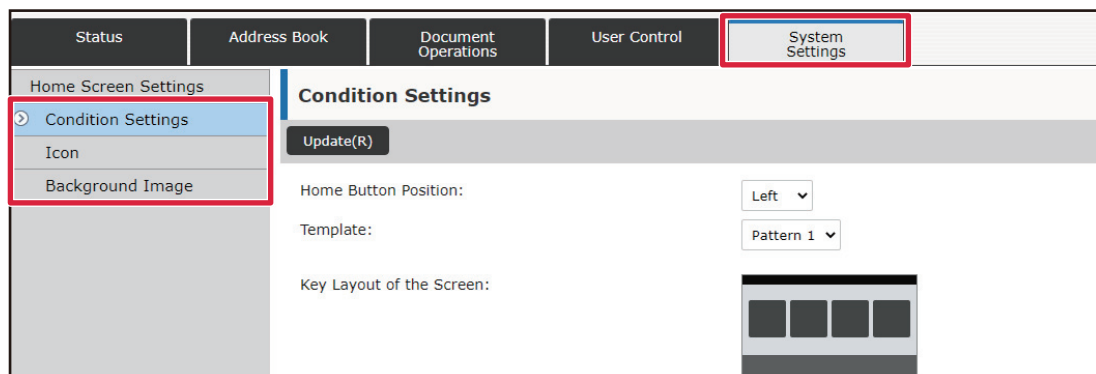 Status
Address Book
Document
Operations
User Control
System
Settings
Home Screen Settings
Condition Settings
Icon
Background Image
Condition Settings
Update(R)
Home Button Position:
Left
Template:
Pattern 1
Key Layout of the Screen: